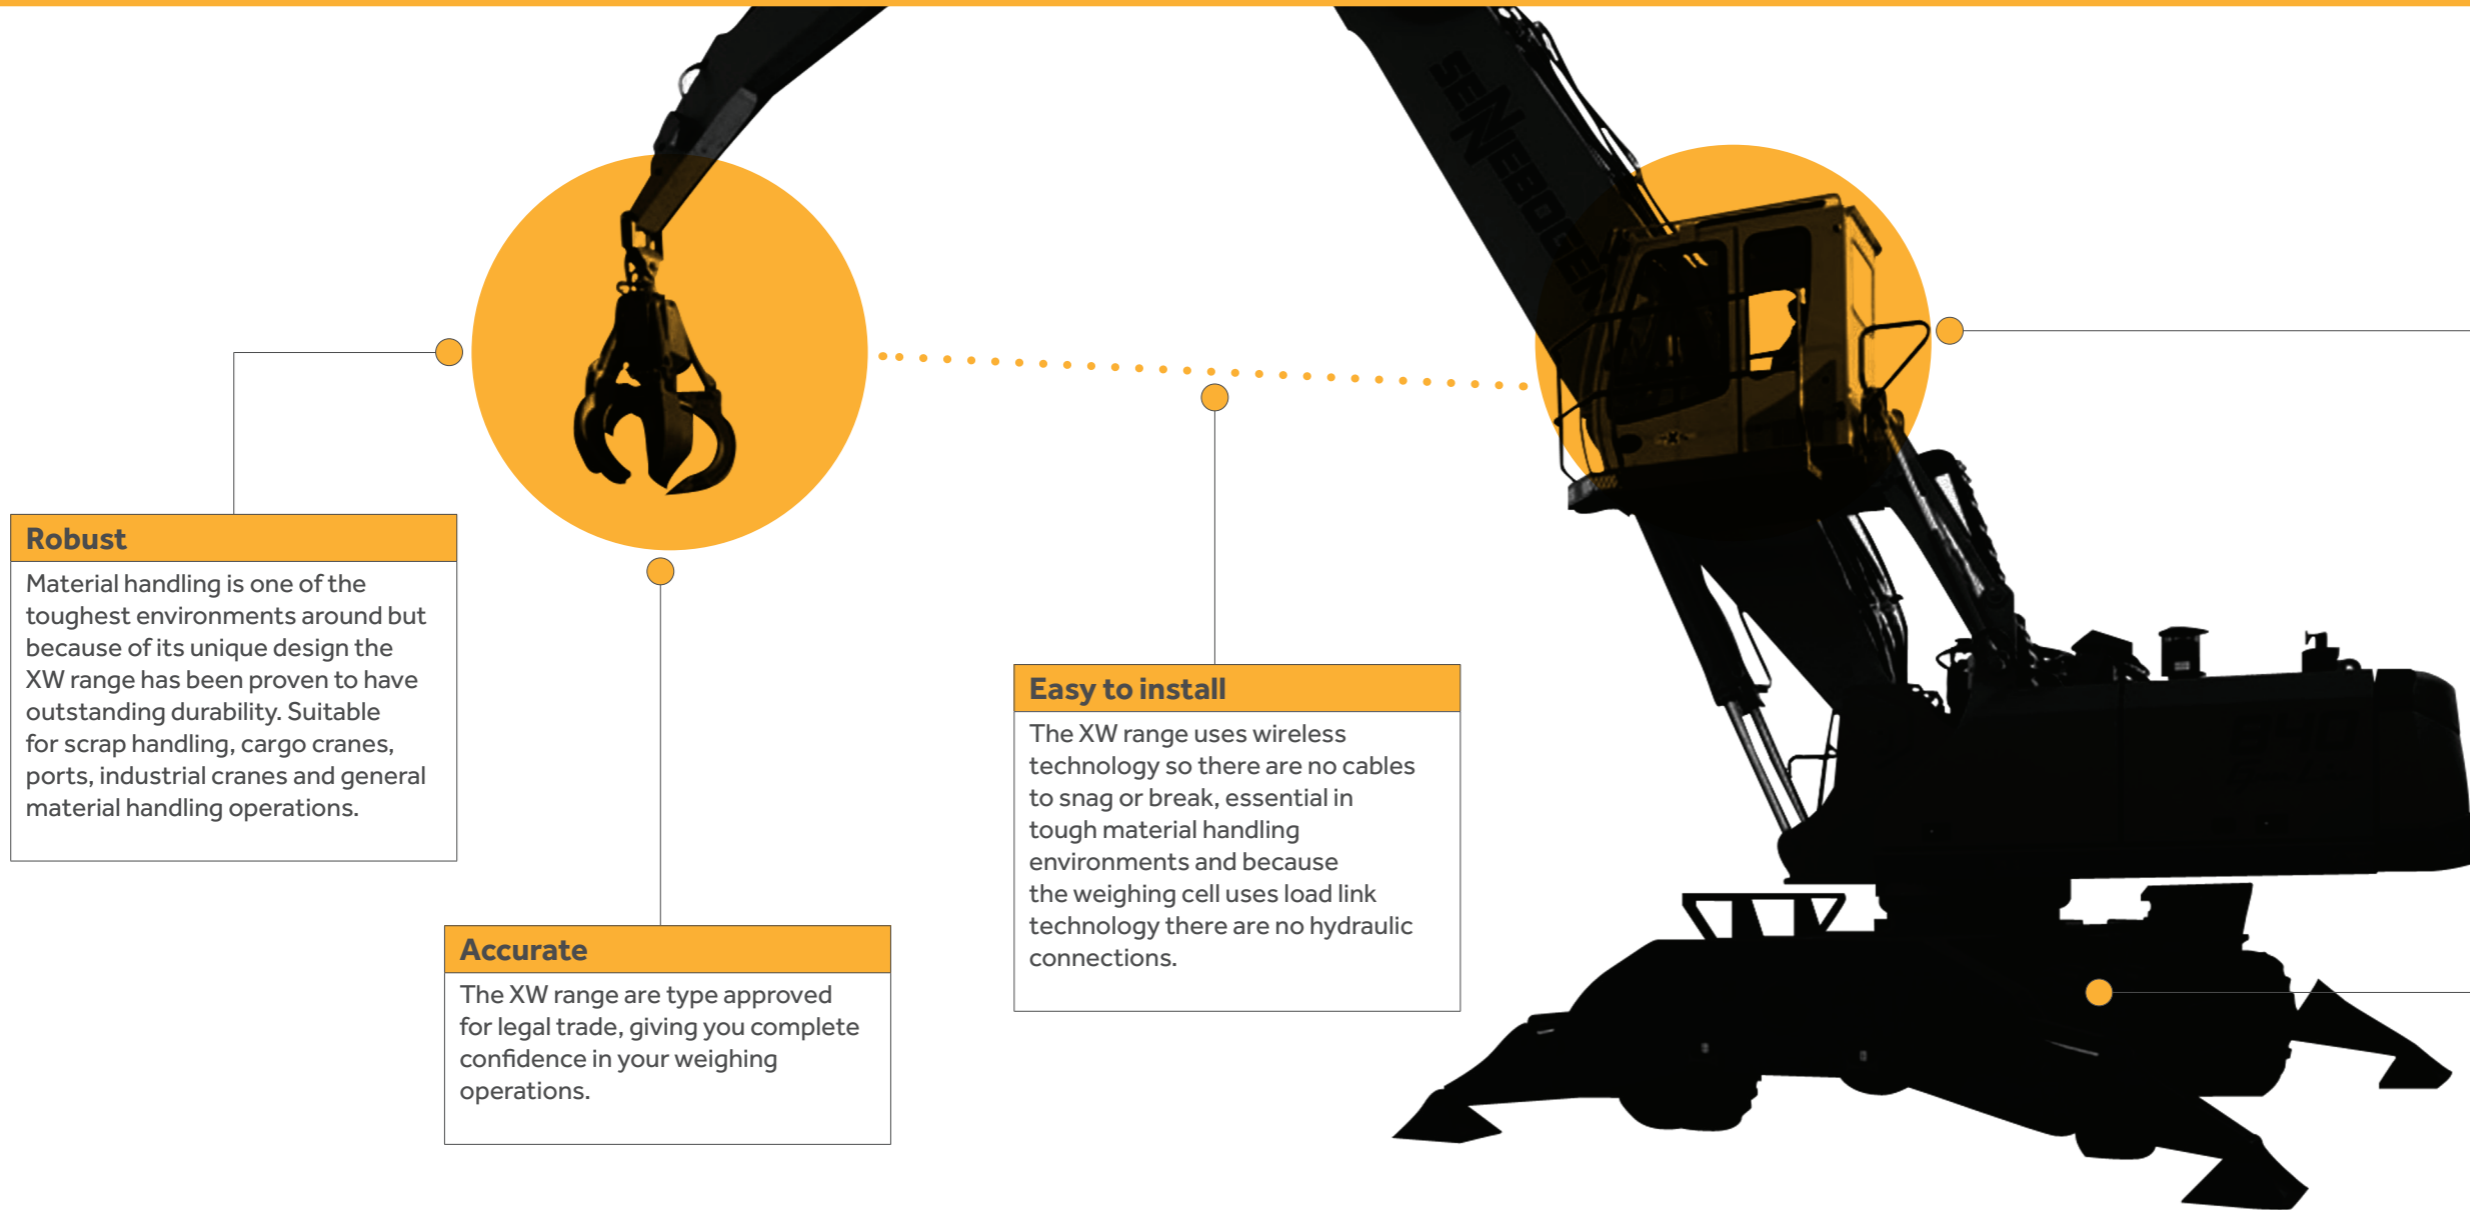 SENNEBOGEN
Robust
Material handling is one of the
toughest environments around but
because of its unique design the
XW range has been proven to have
outstanding durability. Suitable
for scrap handling, cargo cranes,
ports, industrial cranes and general
material handling operations.
Accurate
The XW range are type approved
for legal trade, giving you complete
confidence in your weighing
operations.
Easy to install
The XW range uses wireless
technology so there are no cables
to snag or break, essential in
tough material handling
environments and because
the weighing cell uses load link
technology there are no hydraulic
connections.